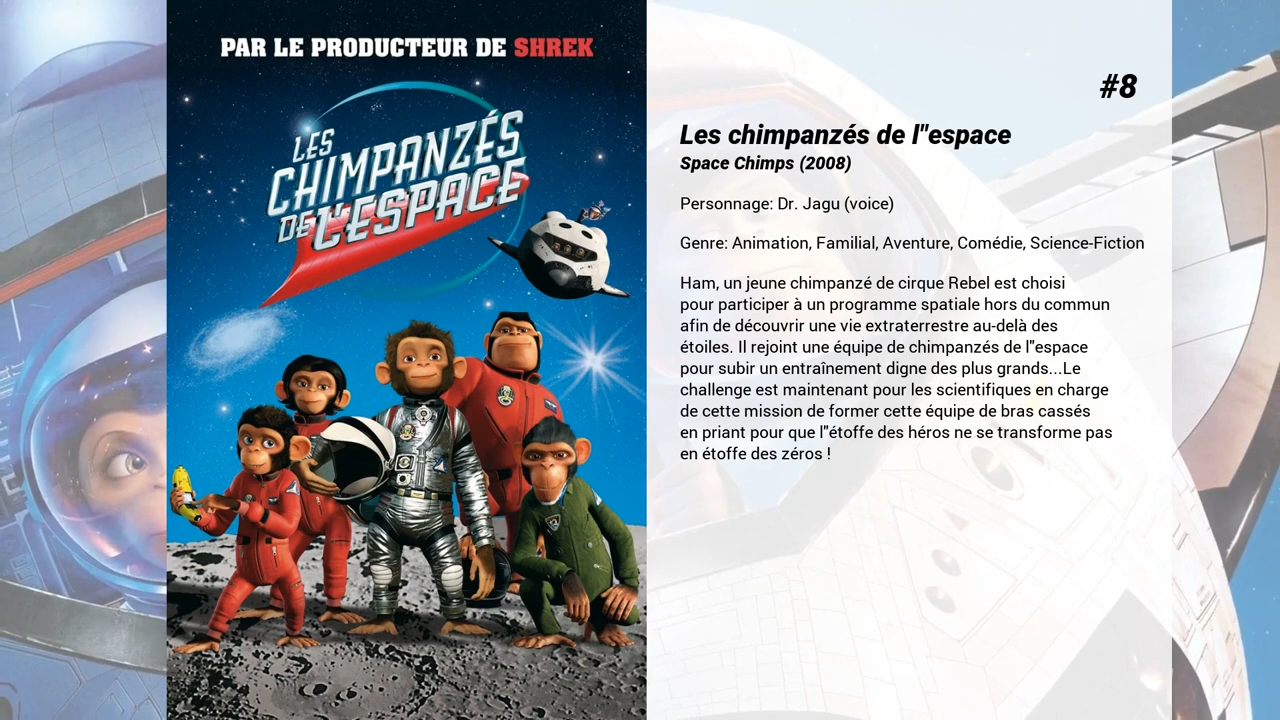 PAR LE PRODUCTEUR DE SHREK
LES
CHIMPANZÉS
DE L'ESPACE
#8
Les chimpanzés de l"espace
Space Chimps (2008)
Personnage: Dr. Jagu (voice)
Genre: Animation, Familial, Aventure, Comédie, Science-Fiction
Ham, un jeune chimpanzé de cirque Rebel est choisi
pour participer à un programme spatiale hors du commun
afin de découvrir une vie extraterrestre au-delà des
étoiles. Il rejoint une équipe de chimpanzés de l"espace
pour subir un entraînement digne des plus grands...Le
challenge est maintenant pour les scientifiques en charge
de cette mission de former cette équipe de bras cassés
en priant pour que l"étoffe des héros ne se transforme pas
en étoffe des zéros !